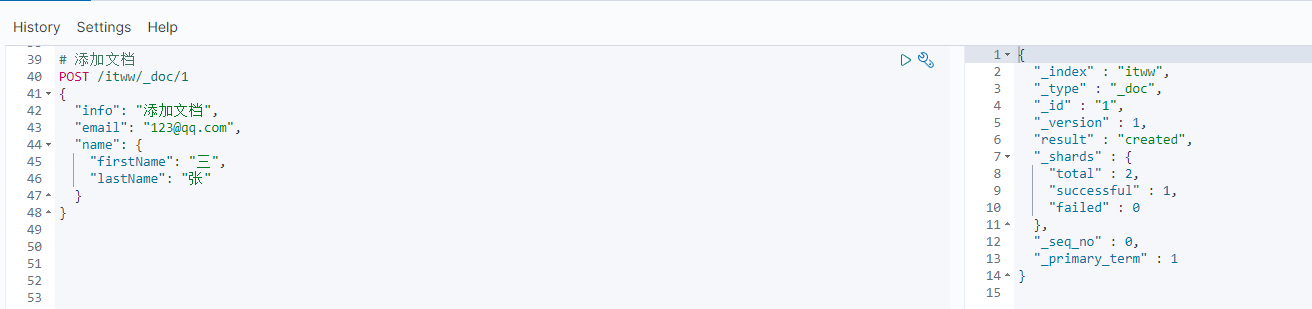 History Settings Help
39 # 添加文档
40 POST /itww/_doc/1
41 {
42 "info": "添加文档",
43 "email": "123@qq.com",
44 "name": {
45 "firstName": "三",
46 "lastName": "张"
47 }
48 }
49
50
51
52
53
1 {
2 "_index" : "itww",
3 "_type" : "_doc",
4 "_id" : "1",
5 "_version" : 1,
6 "result" : "created",
7 "_shards" : {
8 "total" : 2,
9 "successful" : 1,
10 "failed" : 0
11 },
12 "_seq_no" : 0,
13 "_primary_term" : 1
14 }
15